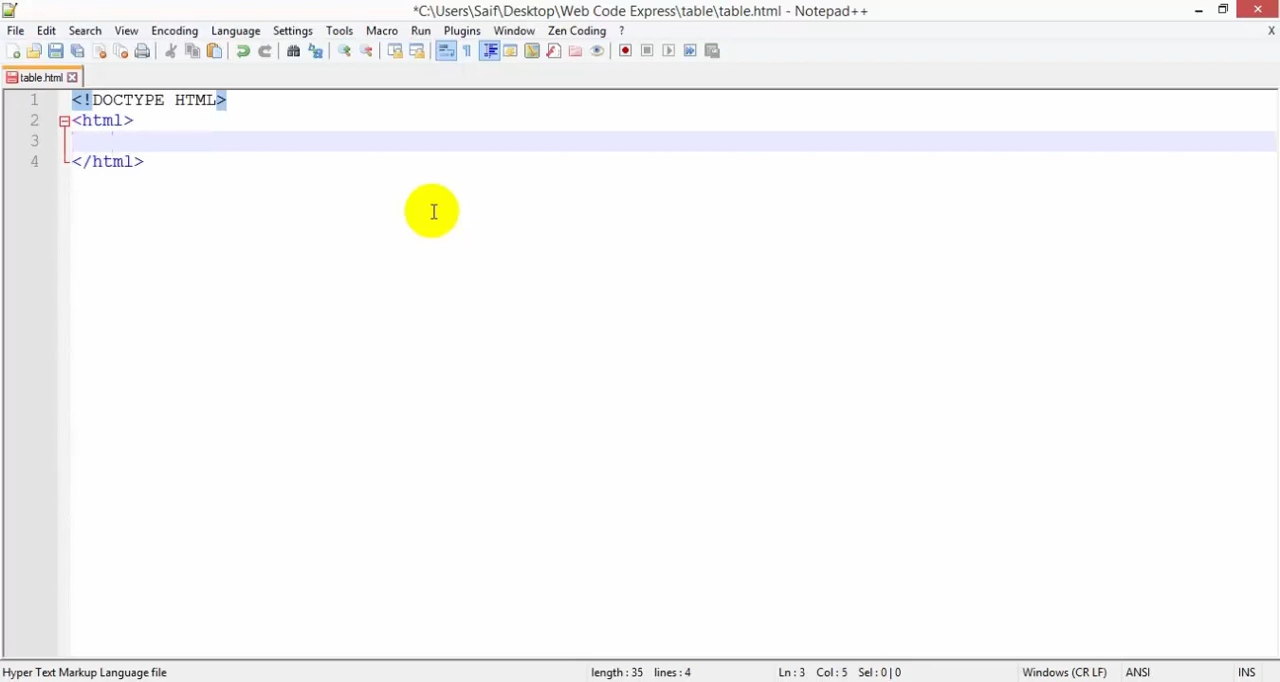 *C:\Users\Saif\Desktop\Web Code Express\table\table.html - Notepad++
File Edit Search View Encoding Language Settings Tools Macro Run Plugins Window Zen Coding ? X
table.html
1 <!DOCTYPE HTML>
2 <html>
3
4 </html>
Hyper Text Markup Language file length : 35 lines : 4 Ln : 3 Col : 5 Sel : 0 | 0 Windows (CR LF) ANSI INS